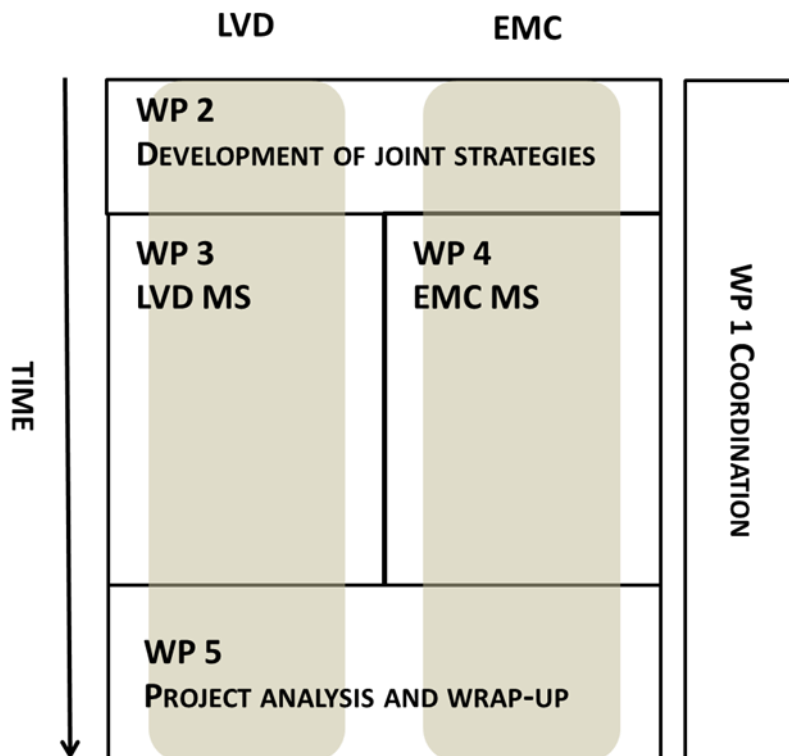 LVD
EMC
WP 2
DEVELOPMENT OF JOINT STRATEGIES
WP 3
LVD MS
WP 4
EMC MS
TIME
WP 1 COORDINATION
WP 5
PROJECT ANALYSIS AND WRAP-UP